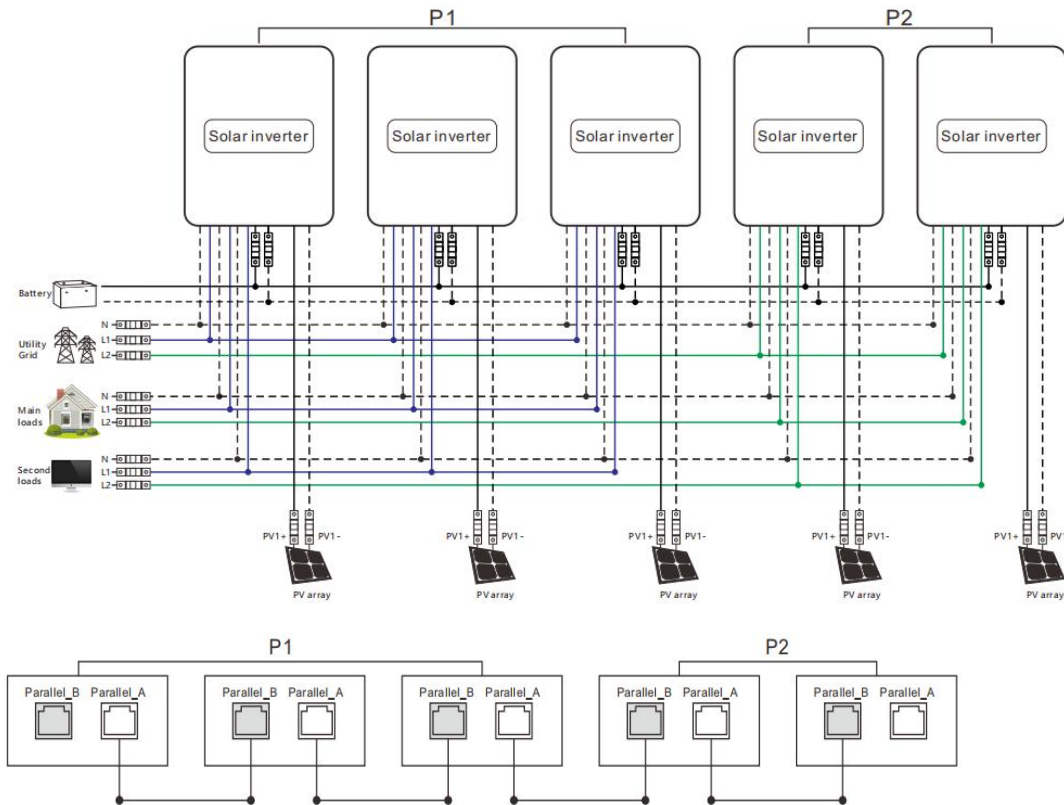 P1
P2
Solar inverter
Solar inverter
Solar inverter
Solar inverter
Solar inverter
Battery
N
Utility
Grid
L1
L2
N
Main
loads
L1
L2
N
Second
loads
L1
L2
PV1+
PV1-
PV1+
PV1-
PV1+
PV1-
PV1+
PV1-
PV1+
PV1
PV array
PV array
PV array
PV array
PV array
P1
P2
Parallel_B Parallel_A
Parallel_B Parallel_A
Parallel_B Parallel_A
Parallel_B Parallel_A
Parallel_B Parallel_A